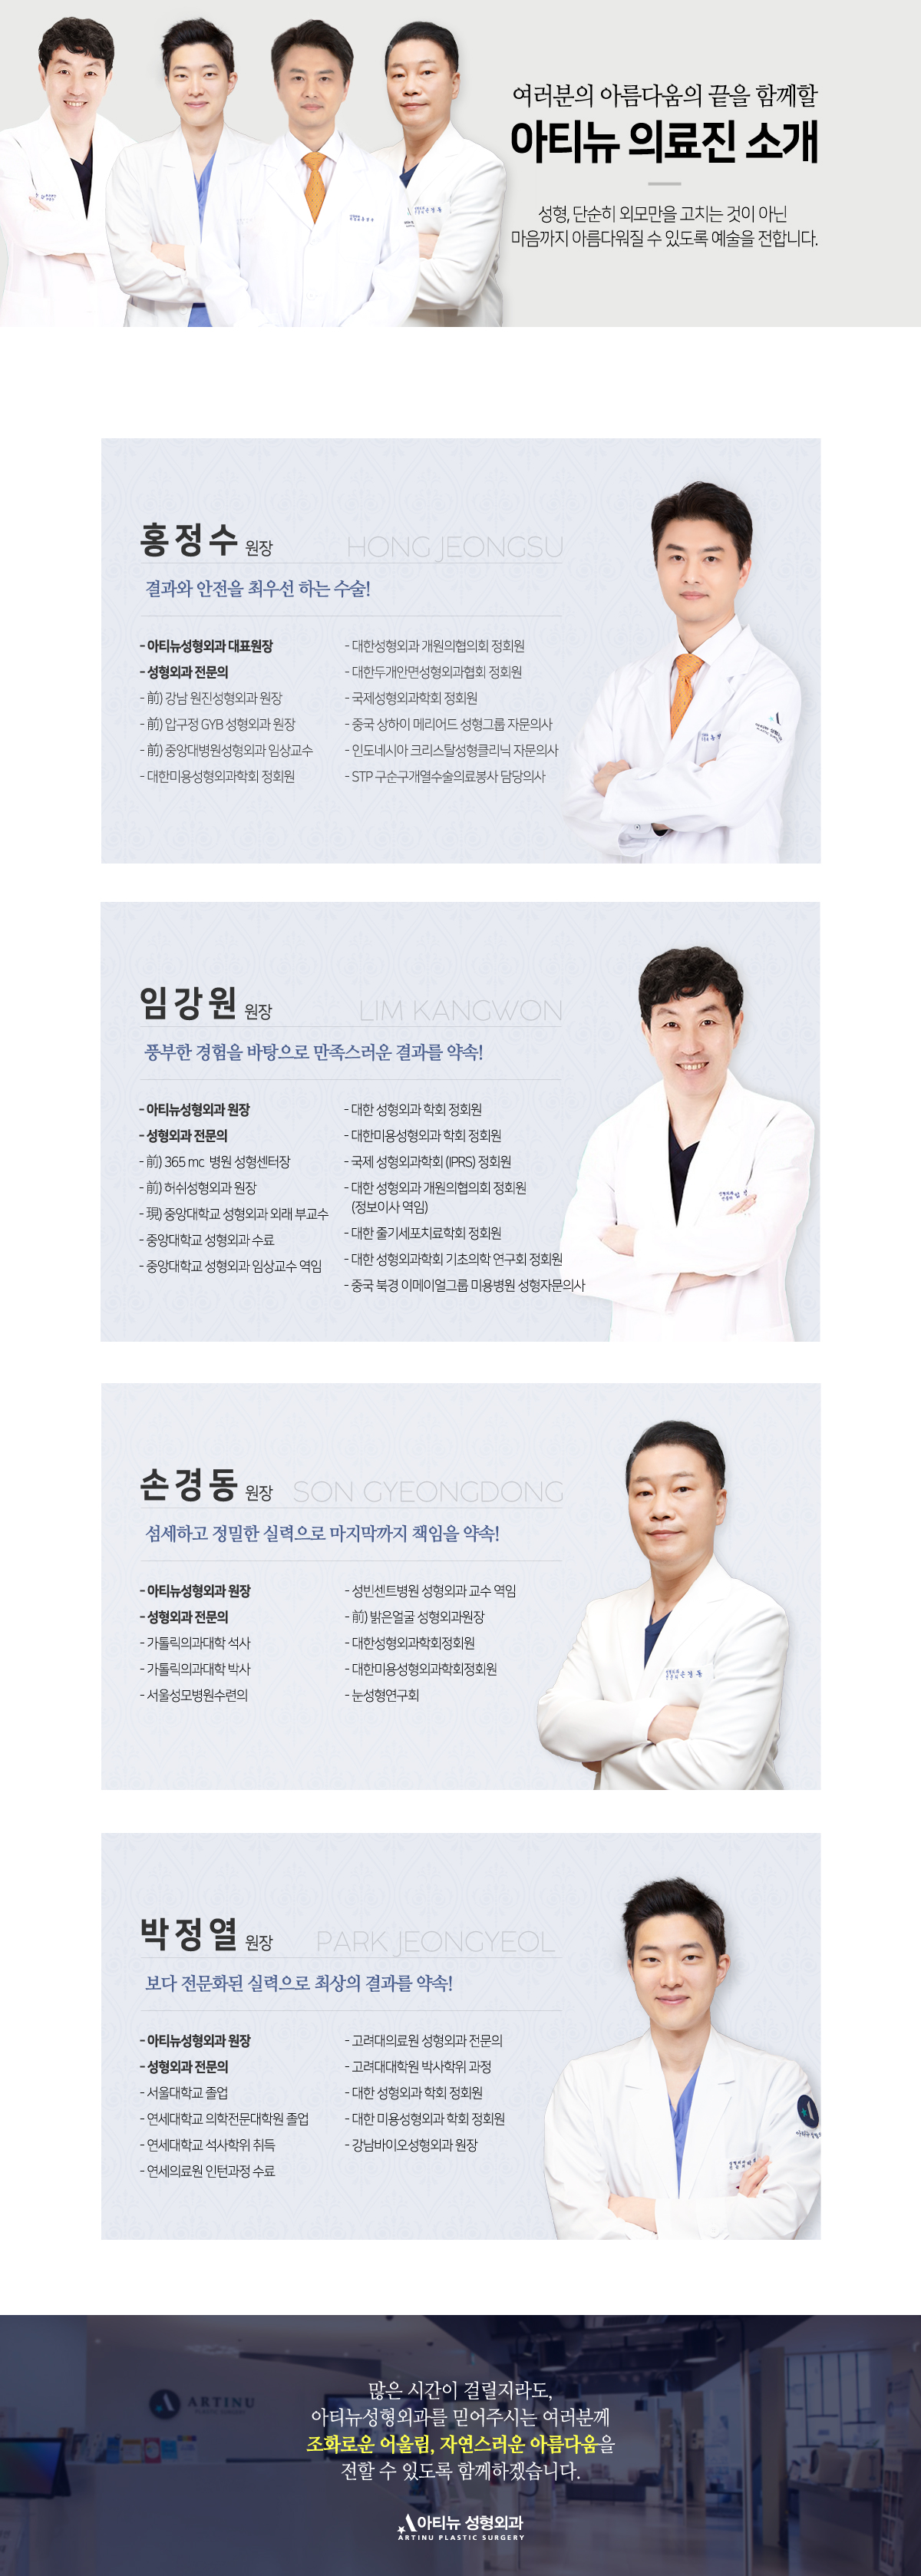 여러분의 아름다움의 끝을 함께할
아티뉴 의료진 소개
성형, 단순히 외모만을 고치는 것이 아닌
마음까지 아름다워질 수 있도록 예술을 전합니다.
홍정수 원장 HONG JEONGSU
결과와 안전을 최우선 하는 수술!
- 아티뉴성형외과 대표원장
- 성형외과 전문의
- 前) 강남 원진성형외과 원장
- 前) 압구정 GYB 성형외과 원장
- 前) 중앙대병원성형외과 임상교수
- 대한미용성형외과학회 정회원
- 대한성형외과 개원의협의회 정회원
- 대한두개안면성형외과협회 정회원
- 국제성형외과학회 정회원
- 중국 상하이 메리어드 성형그룹 자문의사
- 인도네시아 크리스탈성형클리닉 자문의사
- STP 구순구개열수술의료봉사 담당의사
임강원 원장 LIM KANGWON
풍부한 경험을 바탕으로 만족스러운 결과를 약속!
- 아티뉴성형외과 원장
- 성형외과 전문의
- 前) 365 mc 병원 성형센터장
- 前) 허쉬성형외과 원장
- 現) 중앙대학교 성형외과 외래 부교수
- 중앙대학교 성형외과 수료
- 중앙대학교 성형외과 임상교수 역임
- 대한 성형외과 학회 정회원
- 대한미용성형외과 학회 정회원
- 국제 성형외과학회 (IPRS) 정회원
- 대한 성형외과 개원의협의회 정회원
(정보이사 역임)
- 대한 줄기세포치료학회 정회원
- 대한 성형외과학회 기초의학 연구회 정회원
- 중국 북경 이메이얼그룹 미용병원 성형자문의사
손경동 원장 SON GYEONGDONG
섬세하고 정밀한 실력으로 마지막까지 책임을 약속!
- 아티뉴성형외과 원장
- 성형외과 전문의
- 가톨릭의과대학 석사
- 가톨릭의과대학 박사
- 서울성모병원수련의
- 성빈센트병원 성형외과 교수 역임
- 前) 밝은얼굴 성형외과원장
- 대한성형외과학회정회원
- 대한미용성형외과학회정회원
- 눈성형연구회
박정열 원장 PARK JEONGYEOL
보다 전문화된 실력으로 최상의 결과를 약속!
- 아티뉴성형외과 원장
- 성형외과 전문의
- 서울대학교 졸업
- 연세대학교 의학전문대학원 졸업
- 연세대학교 석사학위 취득
- 연세의료원 인턴과정 수료
- 고려대의료원 성형외과 전문의
- 고려대대학원 박사학위 과정
- 대한 성형외과 학회 정회원
- 대한 미용성형외과 학회 정회원
- 강남바이오성형외과 원장
ARTINU
많은 시간이 걸릴지라도,
아티뉴성형외과를 믿어주시는 여러분께
조화로운 어울림, 자연스러운 아름다움을
전할 수 있도록 함께하겠습니다.
아티뉴 성형외과
ARTINU PLASTIC SURGERY